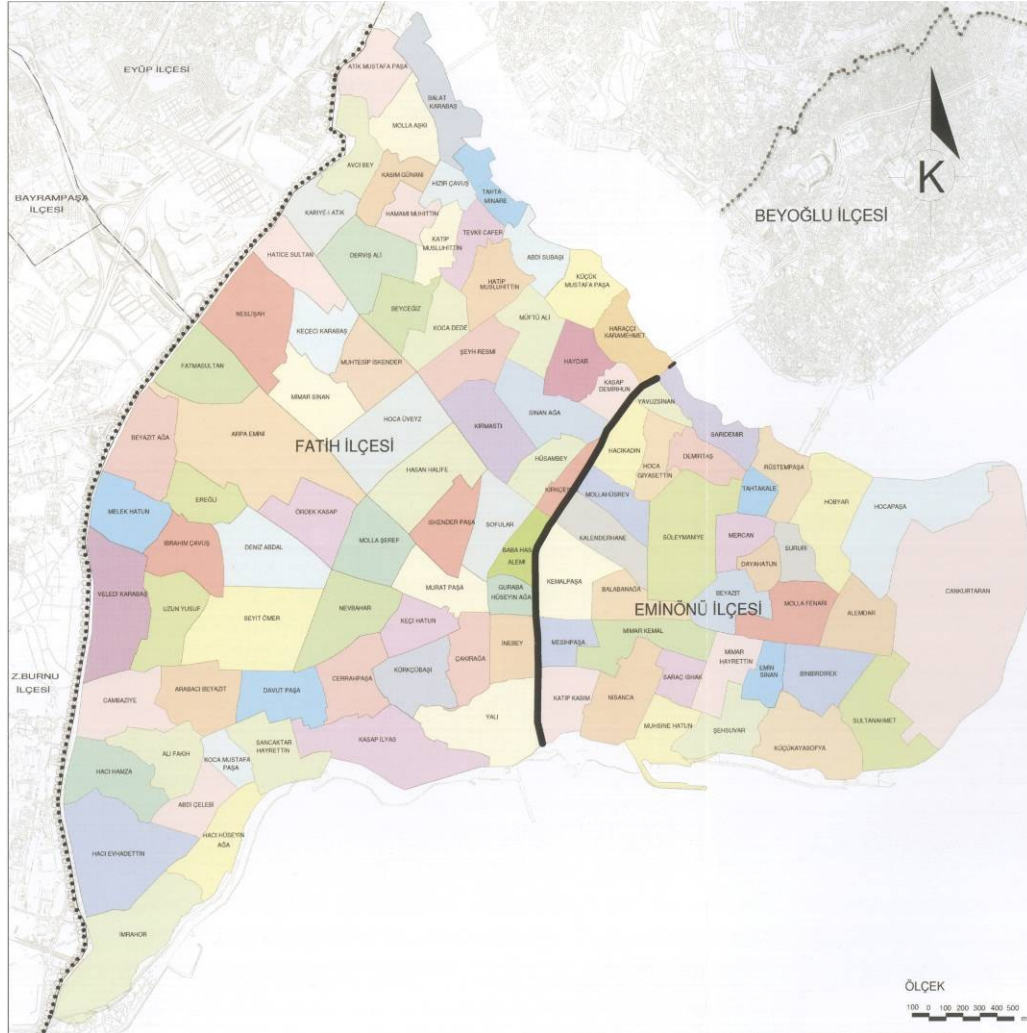 EYÜP İLÇESİ
ATİK MUSTAFA PAŞA
BALAT
KARABAŞ
MOLLA AŞKI
AVCI BEY
KASIM GÜNANİ
HIZIR ÇAVUŞ
TAHTA
MİNARE
BAYRAMPAŞA
İLÇESİ
K
BEYOĞLU İLÇESİ
KARİYE-İ ATİK
HAMAMİ MUHİTTİN
KATİP
MUSLUHİTTİN
TEVKİİ CAFER
HATİCE SULTAN
DERVİŞ ALİ
ABDİ SUBAŞI
HATİP
MUSLUHİTTİN
KÜÇÜK
MUSTAFA PAŞA
NESLİŞAH
BEYCEĞİZ
KEÇECİ KARABAŞ
KOCA DEDE
MÜFTÜ ALİ
HARAÇÇI
KARAMEHMET
FATMASULTAN
MUHTESİP İSKENDER
ŞEYH RESMİ
HAYDAR
KASAP
DEMİRHUN
MİMAR SİNAN
YAVUZSİNAN
HOCA ÜVEYZ
SİNAN AĞA
KİRMASTI
SARIDEMİR
BEYAZIT AĞA
ARPA EMİNİ
FATİH İLÇESİ
HACIKADIN
DEMİRTAŞ
HASAN HALİFE
HÜSAMBEY
HOCA
GIYASETTİN
RÜSTEMPAŞA
KIRKÇEŞ
MOLLAHÜSREV
TAHTAKALE
HOBYAR
HOCAPAŞA
MELEK HATUN
EREĞLİ
ÖRDEK KASAP
İSKENDER PAŞA
SOFULAR
KALENDERHANE
SÜLEYMANİYE
MERCAN
İBRAHİM ÇAVUŞ
DENİZ ABDAL
MOLLA ŞEREF
BABA HAS
ALEMİ
SURURİ
DAYAHATUN
VELEDİ KARABAŞ
UZUN YUSUF
SEYİT ÖMER
NEVBAHAR
MURAT PAŞA
GURABA
HÜSEYİN AĞA
KEMALPAŞA
BALABANAĞA
BEYAZIT
EMİNÖNÜ İLÇESİ
MOLLA FENARİ
ALEMDAR
CANKURTARAN
KEÇİ HATUN
İNEBEY
MESİHPAŞA
MİMAR KEMAL
MİMAR
HAYRETTİN
KÜRKÇÜBAŞI
ÇAKIRAĞA
Z.BURNU
İLÇESİ
CAMBAZİYE
ARABACI BEYAZIT
DAVUT PAŞA
CERRAHPAŞA
SARAÇ İSHAK
EMİN
SİNAN
BİNBİRDİREK
KATİP KASIM
NİSANCA
YALI
SULTANAHMET
MUHSİNE HATUN
ŞEHSUVAR
KASAP İLYAS
SANCAKTAR
HAYRETTİN
ALİ FAKİH
KOCA MUSTAFA
PAŞA
KÜÇÜKAYASOFYA
HACI HAMZA
ABDİ ÇELEBİ
HACI HÜSEYİN
AĞA
HACI EVHADETTİN
İMRAHOR
ÖLÇEK
100 0 100 200 300 400 500
m